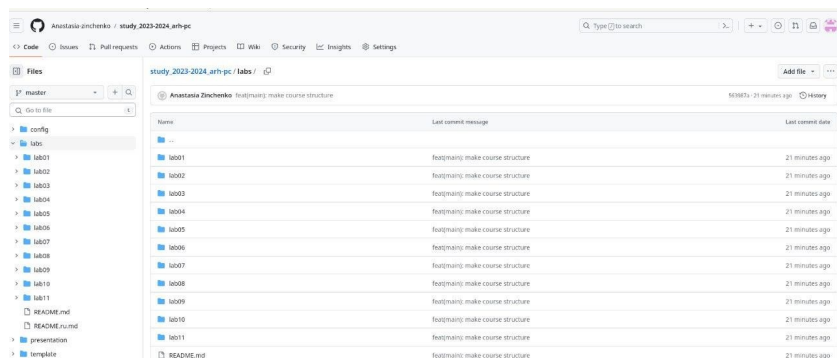 Anastasia-zinchenko / study_2023-2024_arh-pc
Type / to search
Code Issues Pull requests Actions Projects Wiki Security Insights Settings
Files
master
Go to file
t
config
labs
lab01
lab02
lab03
lab04
lab05
lab06
lab07
lab08
lab09
lab10
lab11
README.md
README.ru.md
presentation
template
study_2023-2024_arh-pc / labs /
Add file
Anastasia Zinchenko feat(main): make course structure
21 minutes ago History
Name Last commit message Last commit date
..
lab01 feat(main): make course structure 21 minutes ago
lab02 feat(main): make course structure 21 minutes ago
lab03 feat(main): make course structure 21 minutes ago
lab04 feat(main): make course structure 21 minutes ago
lab05 feat(main): make course structure 21 minutes ago
lab06 feat(main): make course structure 21 minutes ago
lab07 feat(main): make course structure 21 minutes ago
lab08 feat(main): make course structure 21 minutes ago
lab09 feat(main): make course structure 21 minutes ago
lab10 feat(main): make course structure 21 minutes ago
lab11 feat(main): make course structure 21 minutes ago
README.md feat(main): make course structure 21 minutes ago